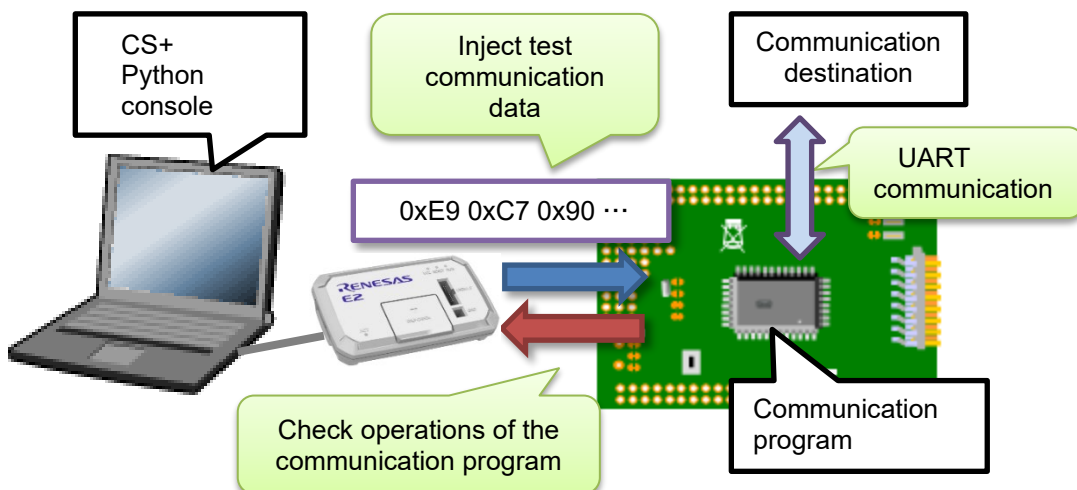 CS+
Python
console
Inject test
communication
data
Communication
destination
UART
communication
0xE9 0xC7 0x90 ⋯
RENESAS
E2
Check operations of the
communication program
Communication
program